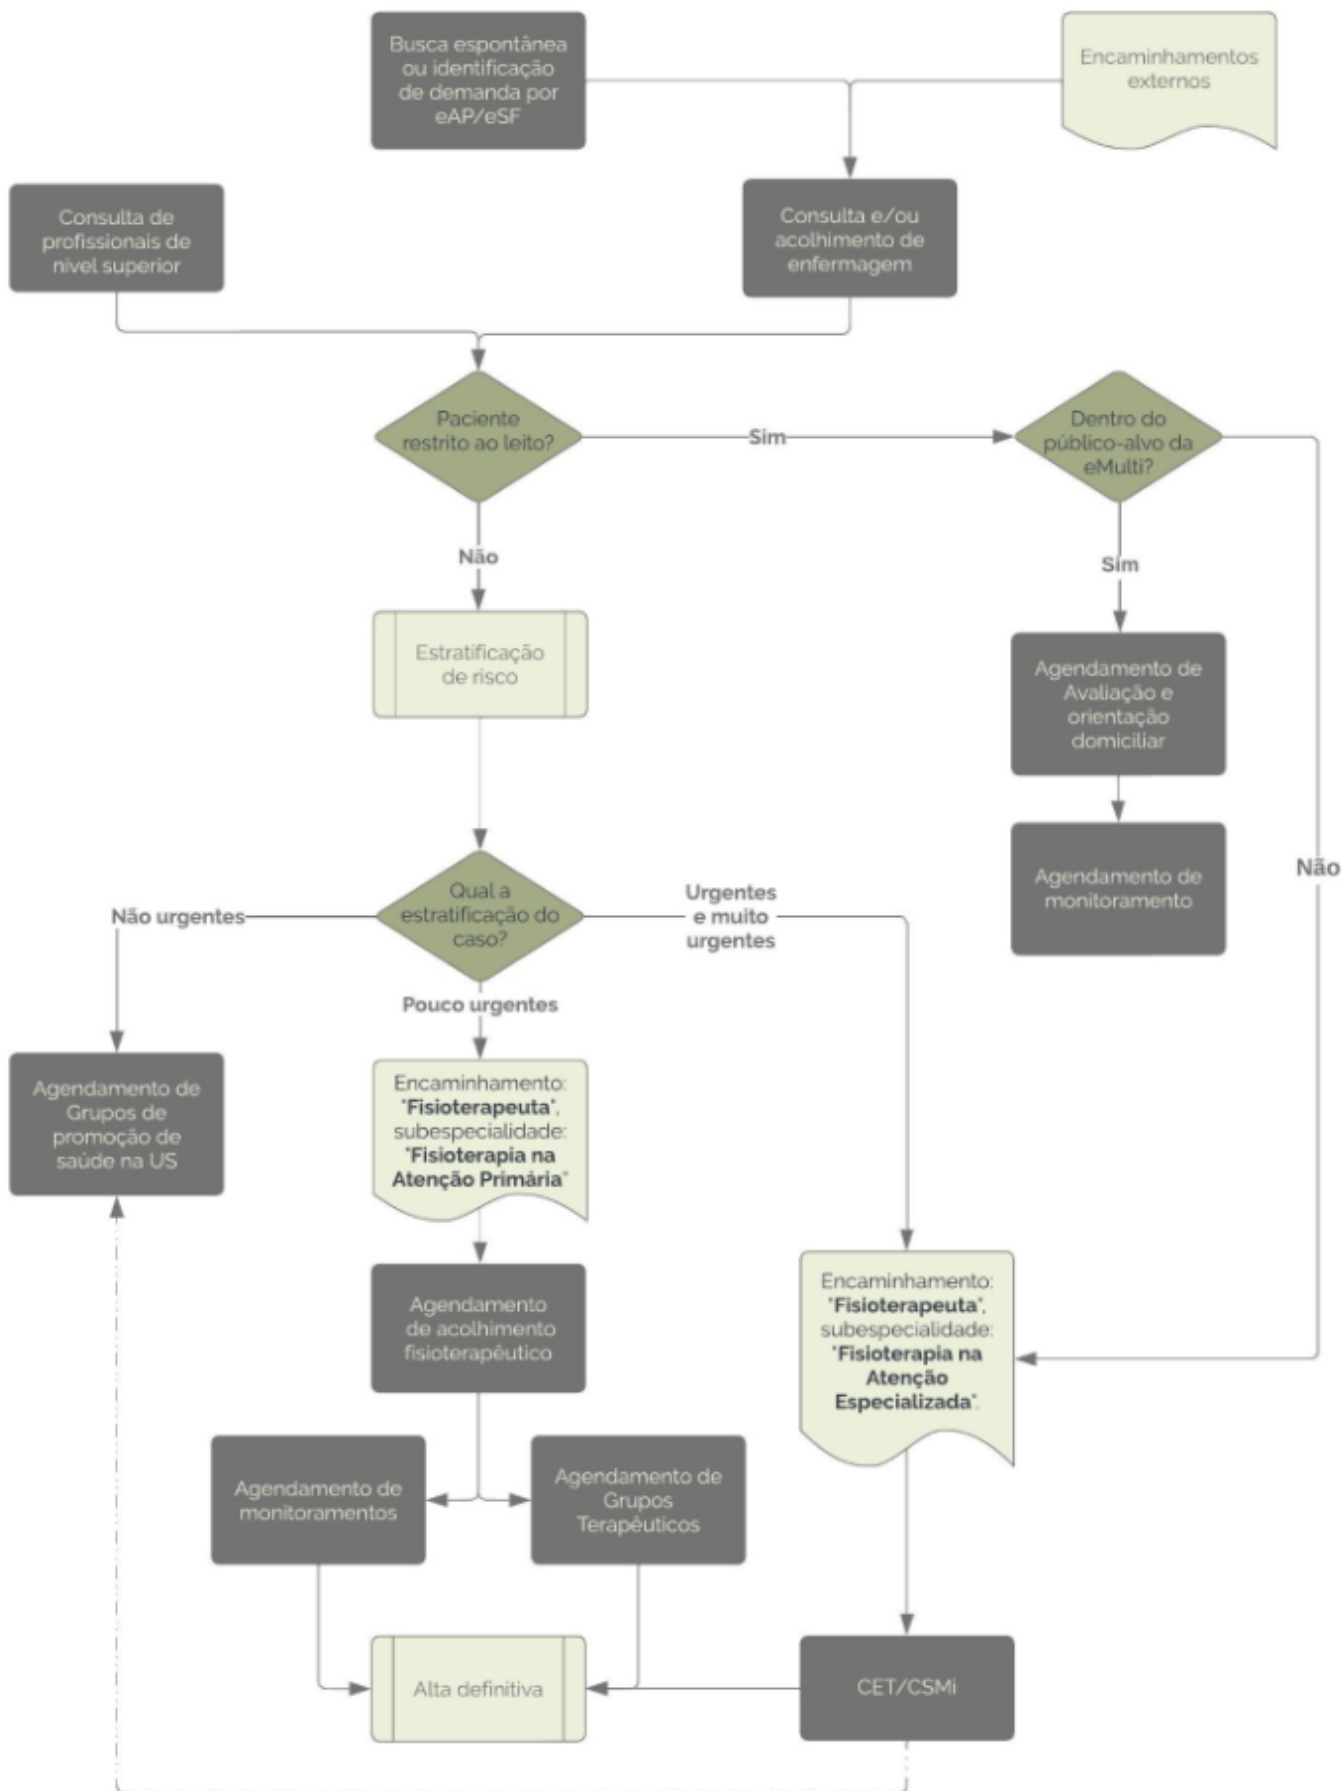 Busca espontânea
ou identificação
de demanda por
eAP/eSF
Encaminhamentos
externos
Consulta de
profissionais de
nivel superior
Consulta e/ou
acolhimento de
enfermagem
Paciente
restrito ao leito?
Sim
Dentro do
público-alvo da
eMulti?
Não
Sim
Estratificação
de risco
Agendamento de
Avaliação e
orientação
domiciliar
Agendamento de
monitoramento
Não
Qual a
estratificação do
caso?
Não urgentes
Urgentes
e muito
urgentes
Pouco urgentes
Agendamento de
Grupos de
promoção de
saúde na US
Encaminhamento:
"Fisioterapeuta",
subespecialidade:
"Fisioterapia na
Atenção Primária"
Agendamento
de acolhimento
fisioterapêutico
Encaminhamento:
"Fisioterapeuta",
subespecialidade:
"Fisioterapia na
Atenção
Especializada".
Agendamento de
monitoramentos
Agendamento de
Grupos
Terapêuticos
Alta definitiva
CET/CSMi